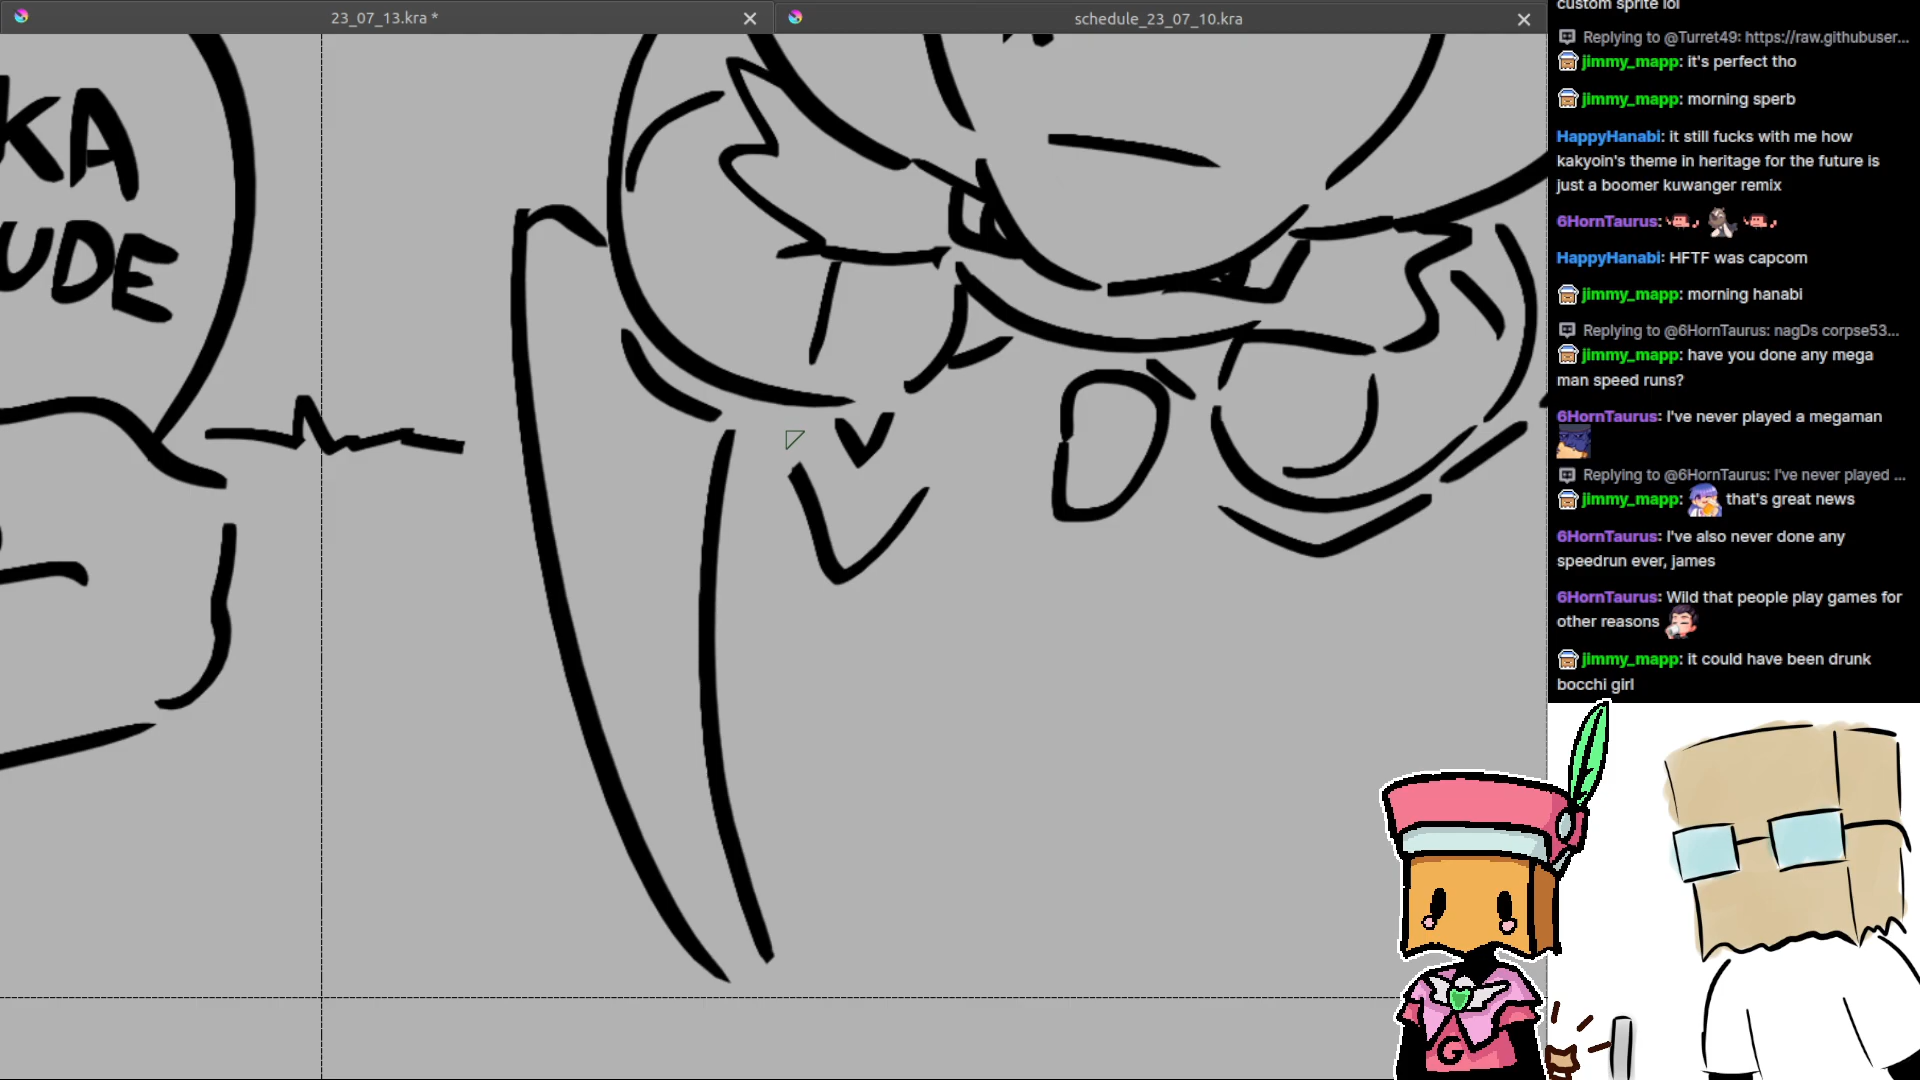 23_07_13.kra *
schedule_23_07_10.kra
KA
UDE
custom sprite lol
Replying to @Turret49: https://raw.githubuser...
jimmy_mapp: it's perfect tho
jimmy_mapp: morning sperb
HappyHanabi: it still fucks with me how
kakyoin's theme in heritage for the future is
just a boomer kuwanger remix
6HornTaurus:
HappyHanabi: HFTF was capcom
jimmy_mapp: morning hanabi
Replying to @6HornTaurus: nagDs corpse53...
jimmy_mapp: have you done any mega
man speed runs?
6HornTaurus: I've never played a megaman
Replying to @6HornTaurus: I've never played ...
jimmy_mapp: that's great news
6HornTaurus: I've also never done any
speedrun ever, james
6HornTaurus: Wild that people play games for
other reasons
jimmy_mapp: it could have been drunk
bocchi girl
G